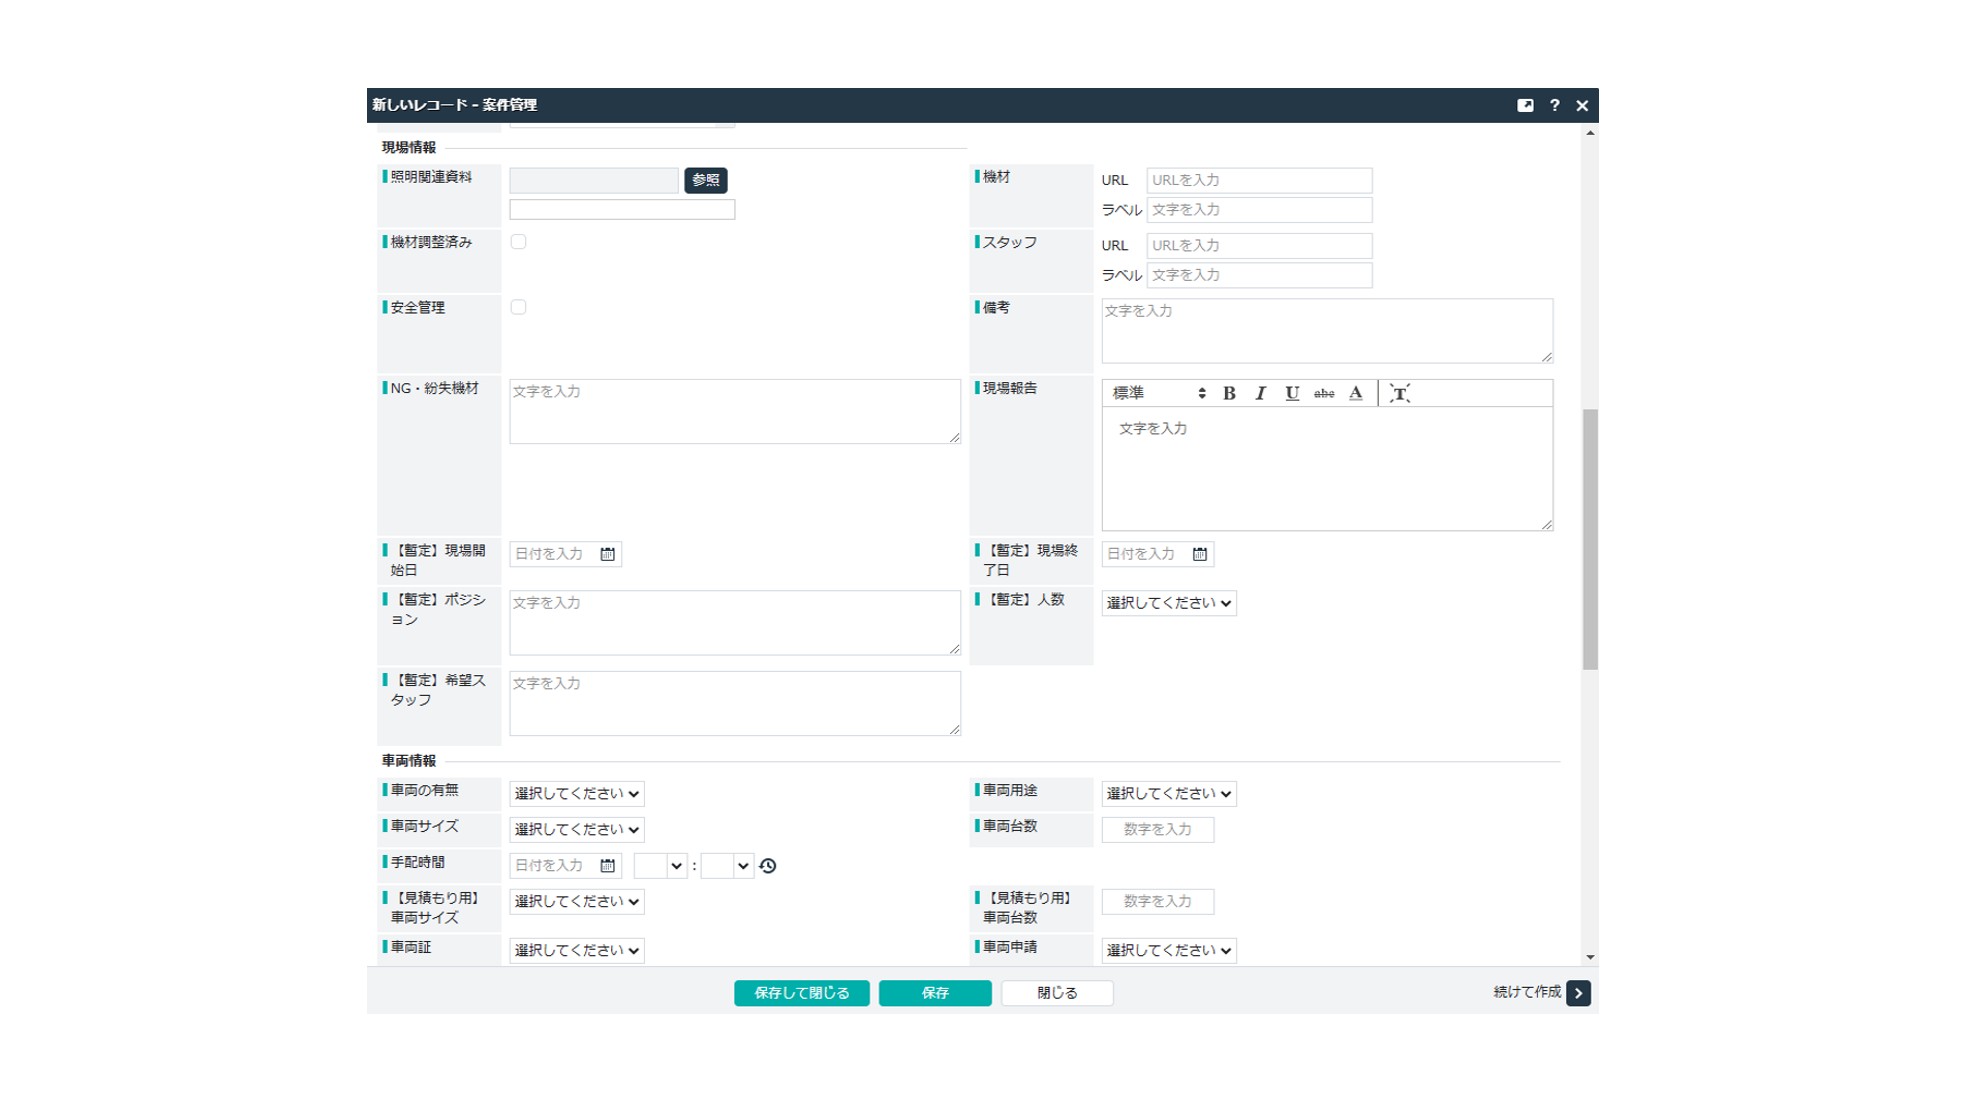 新しいレコード - 案件管理
?
現場情報
照明関連資料
参照
機材
URL
URLを入力
ラベル
文字を入力
機材調整済み
スタッフ
URL
URLを入力
ラベル
文字を入力
安全管理
備考
文字を入力
NG・紛失機材
文字を入力
現場報告
標準
B I U abc A T
文字を入力
【暫定】現場開
始日
日付を入力
【暫定】現場終
了日
日付を入力
【暫定】ポジシ
ョン
文字を入力
【暫定】人数
選択してください
【暫定】希望ス
タッフ
文字を入力
車両情報
車両の有無
選択してください
車両用途
選択してください
車両サイズ
選択してください
車両台数
数字を入力
手配時間
日付を入力
:
【見積もり用】
車両サイズ
選択してください
【見積もり用】
車両台数
数字を入力
車両証
選択してください
車両申請
選択してください
保存して閉じる
保存
閉じる
続けて作成